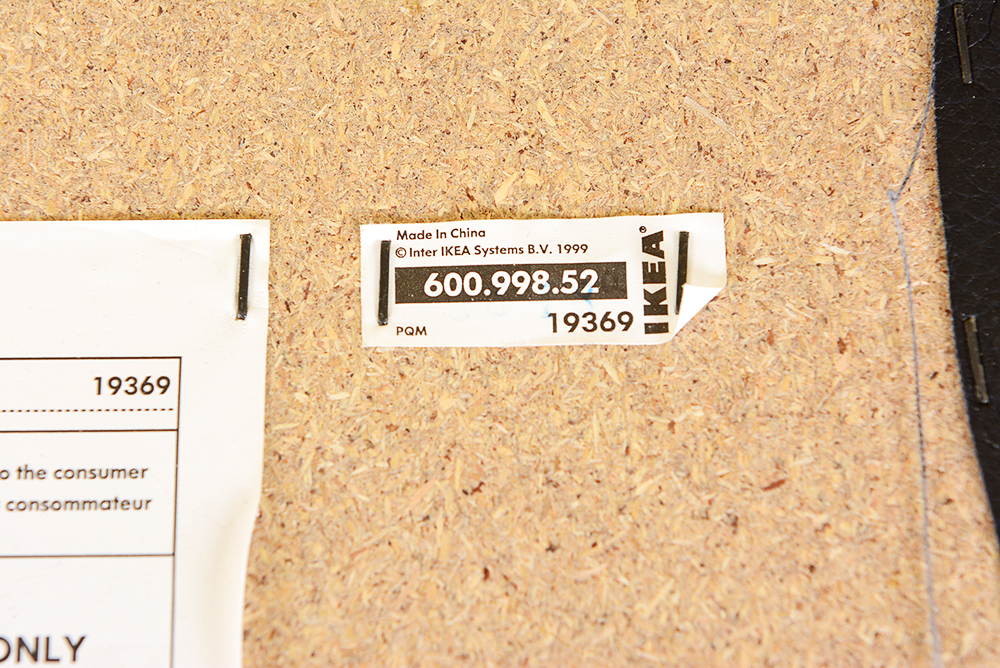 Made In China
© Inter IKEA Systems B.V. 1999
600.998.52
PQM 19369
IKEA®
19369
the consumer
consommateur
ONLY